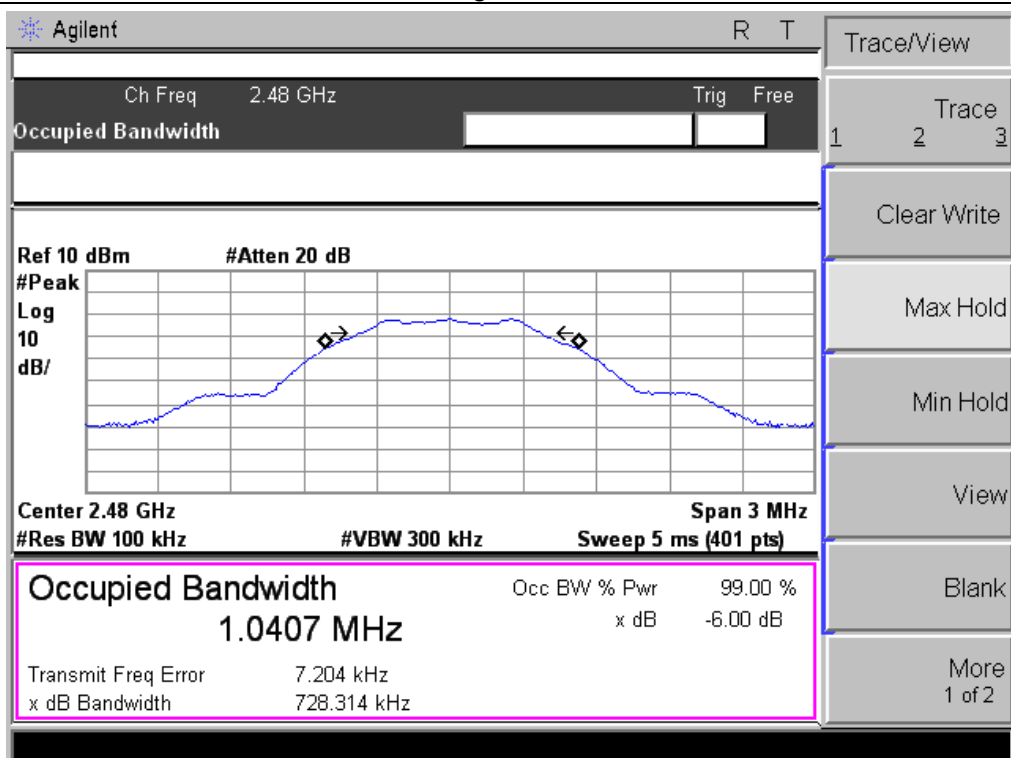 Agilent R T
Ch Freq 2.48 GHz Trig Free
Occupied Bandwidth
Ref 10 dBm #Atten 20 dB
#Peak
Log
10
dB/
Center 2.48 GHz Span 3 MHz
#Res BW 100 kHz #VBW 300 kHz Sweep 5 ms (401 pts)
Occupied Bandwidth
1.0407 MHz
Occ BW % Pwr 99.00 %
x dB -6.00 dB
Transmit Freq Error 7.204 kHz
x dB Bandwidth 728.314 kHz
Trace/View
Trace
1 2 3
Clear Write
Max Hold
Min Hold
View
Blank
More
1 of 2